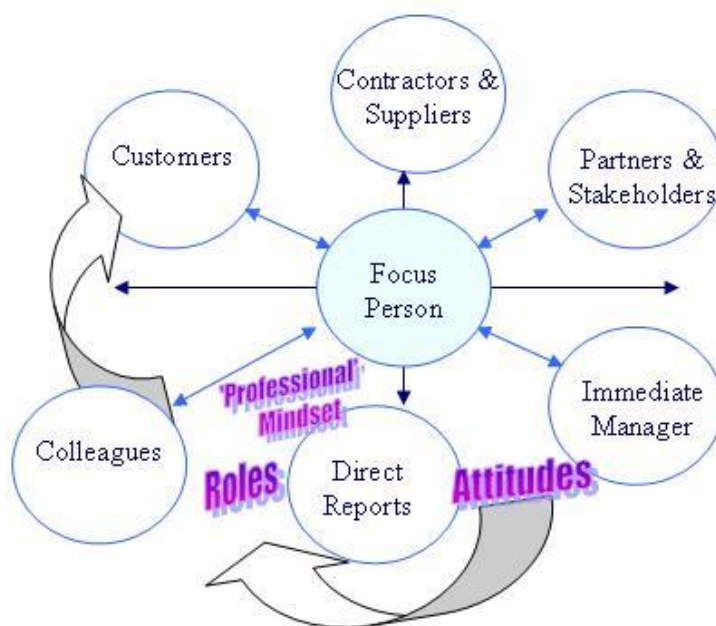 Contractors &
Suppliers
Customers
Partners &
Stakeholders
Focus
Person
'Professional'
Mindset
Immediate
Manager
Colleagues
Roles
Direct
Reports
Attitudes